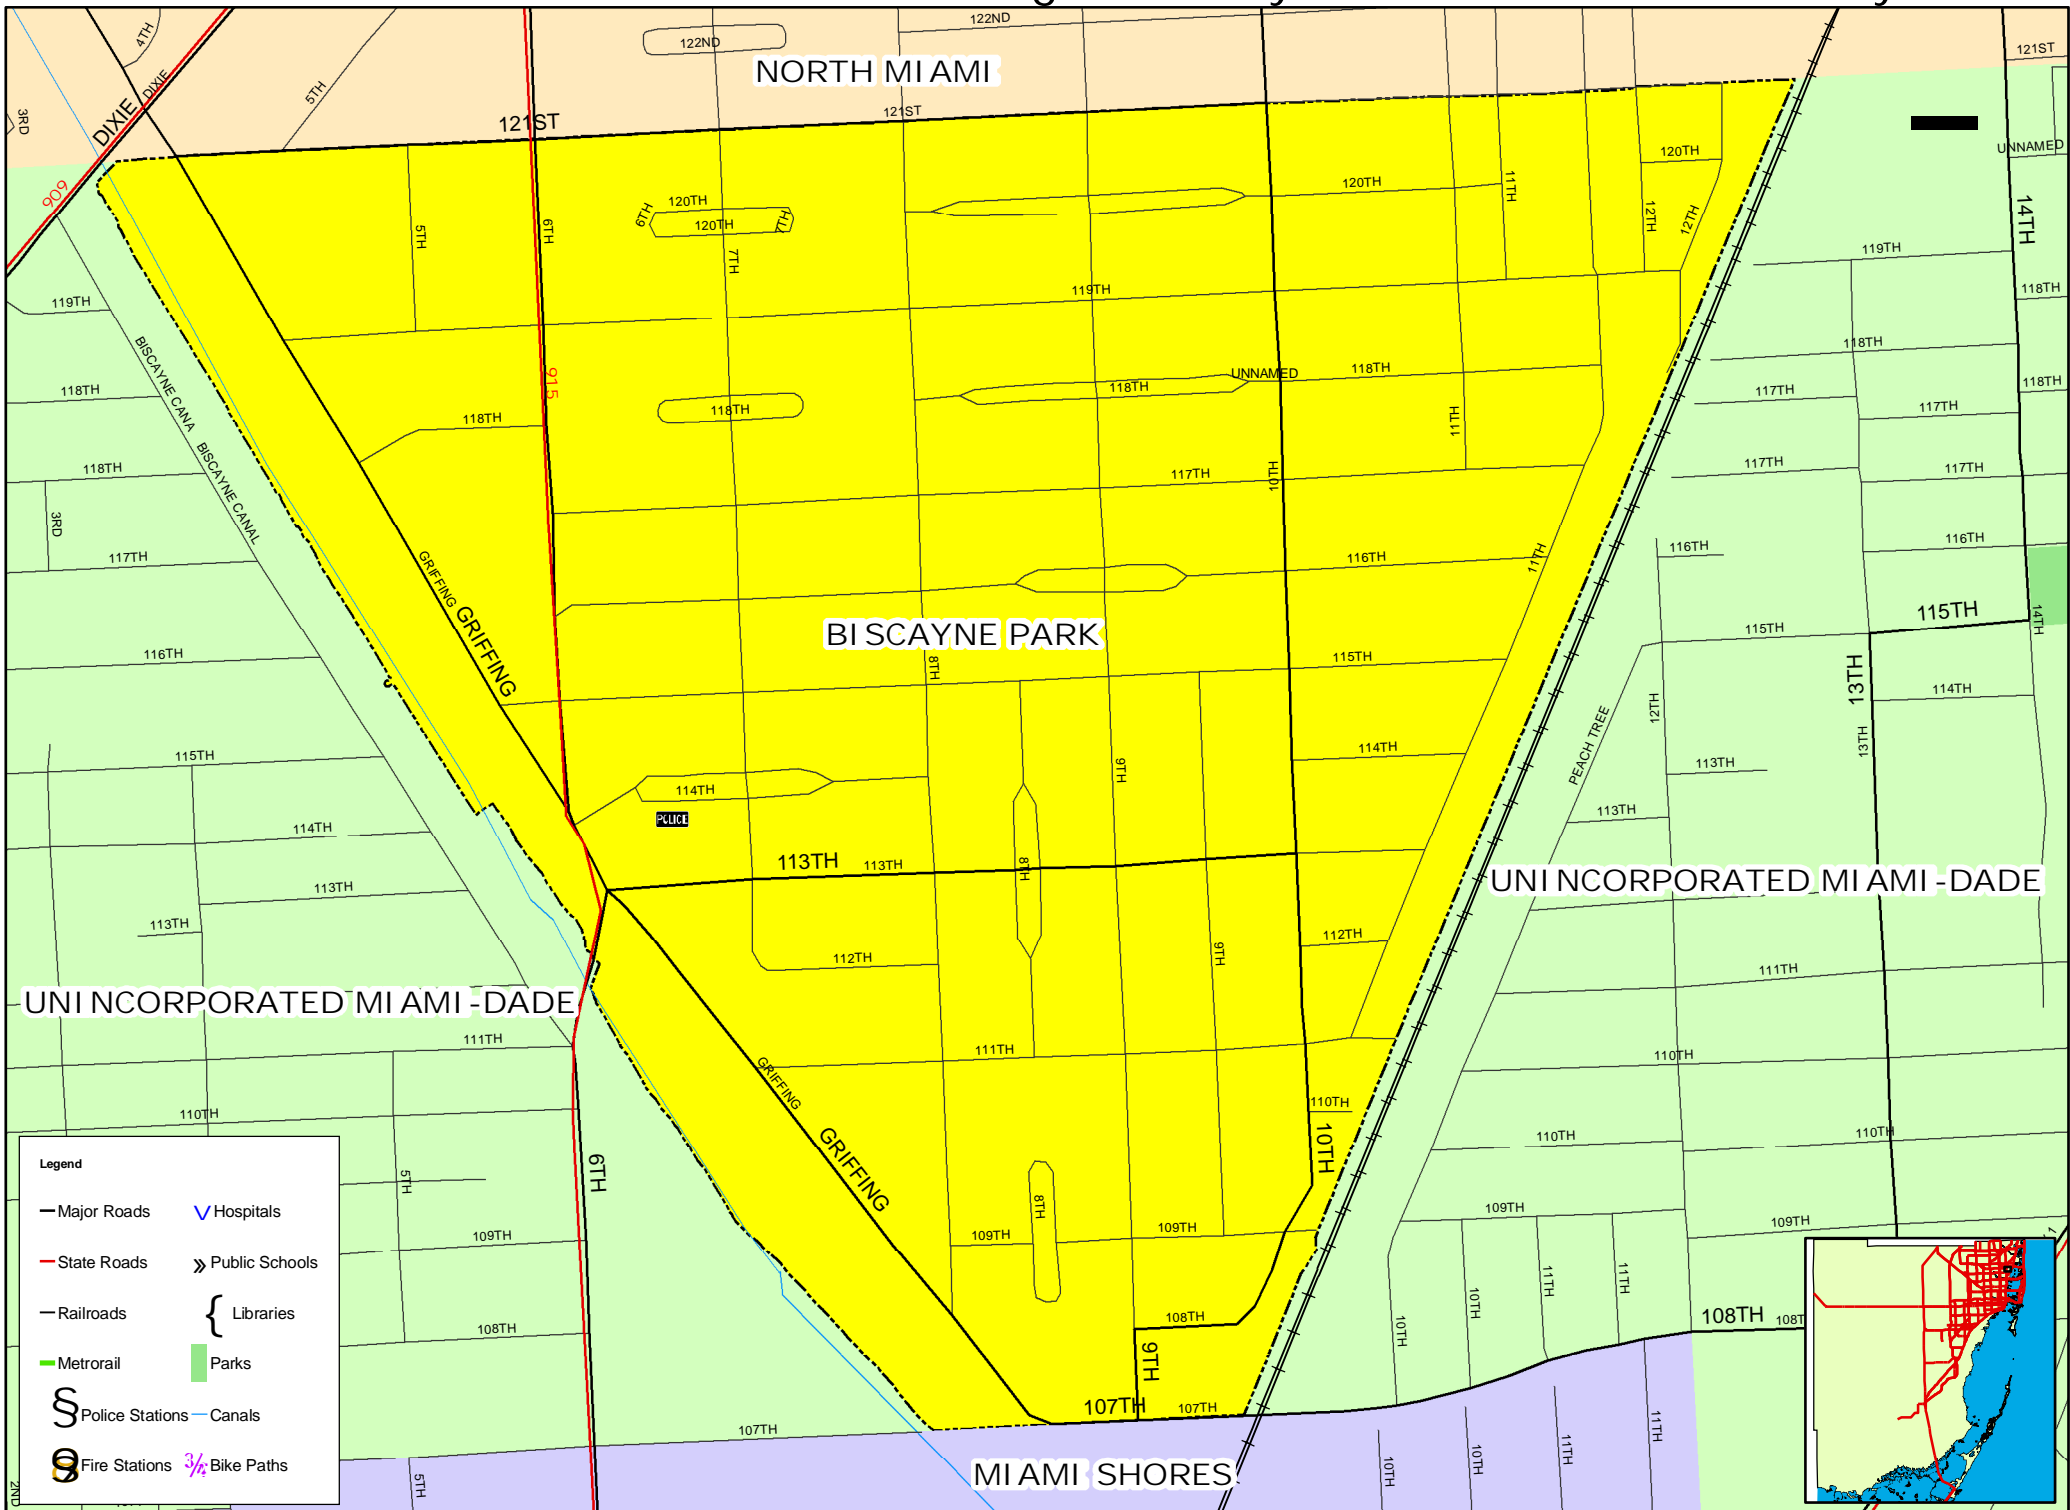 122ND
122ND
4TH
5TH
DIXIE
DIXIE
3RD
NORTH MIAMI
121ST
121ST
121ST
UNNAMED
909
120TH
120TH
120TH
120TH
6TH
7TH
11TH
12TH
12TH
14TH
5TH
6TH
7TH
119TH
119TH
119TH
118TH
118TH
BISCAYNE CANA
BISCAYNE CANAL
915
118TH
UNNAMED
118TH
118TH
118TH
118TH
118TH
118TH
117TH
117TH
118TH
10TH
11TH
117TH
117TH
117TH
3RD
117TH
GRIFFING
GRIFFING
116TH
11TH
116TH
116TH
BISCAYNE PARK
115TH
14TH
115TH
116TH
8TH
115TH
13TH
114TH
12TH
PEACH TREE
13TH
115TH
114TH
9TH
114TH
113TH
113TH
POLICE
114TH
113TH
113TH
8TH
UNINCORPORATED MIAMI-DADE
113TH
113TH
112TH
9TH
112TH
111TH
UNINCORPORATED MIAMI-DADE
111TH
111TH
110TH
GRIFFING
GRIFFING
110TH
110TH
10TH
110TH
110TH
6TH
5TH
8TH
109TH
109TH
109TH
109TH
109TH
108TH
108TH
108TH
108T
10TH
10TH
11TH
11TH
9TH
107TH
107TH
107TH
5TH
10TH
10TH
11TH
11TH
MIAMI SHORES
2ND
Legend
Major Roads
Hospitals
State Roads
Public Schools
Railroads
Libraries
Metrorail
Parks
Police Stations
Canals
Fire Stations
Bike Paths